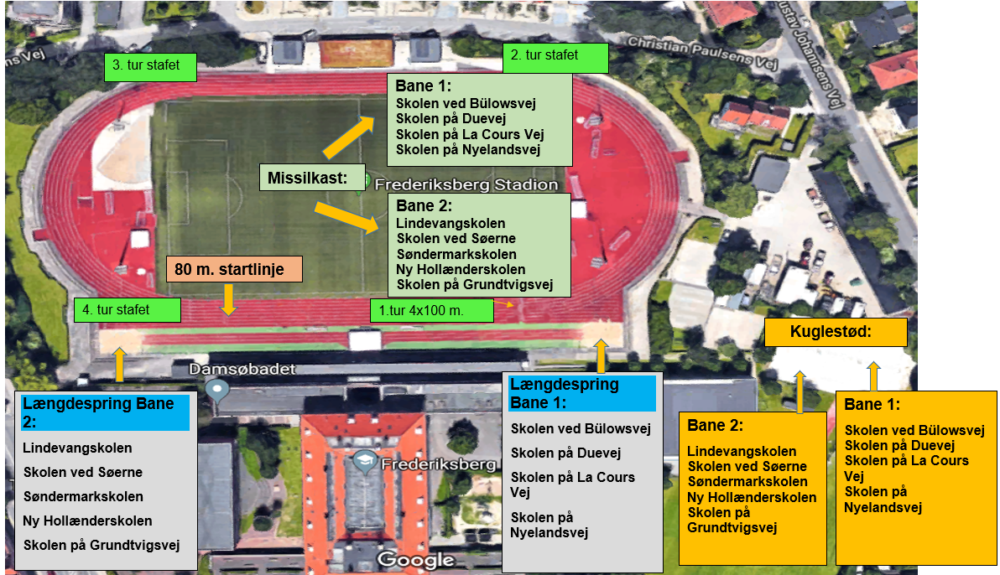 ns Vej
3. tur stafet
2. tur stafet
Christian Paulsens Vej
Gustav Johannsens Vej
Bane 1:
Skolen ved Bülowsvej
Skolen på Duevej
Skolen på La Cours Vej
Skolen på Nyelandsvej
Missilkast:
Frederiksberg Stadion
Bane 2:
Lindevangskolen
Skolen ved Søerne
Søndermarkskolen
Ny Hollænderskolen
Skolen på Grundtvigsvej
80 m. startlinje
4. tur stafet
1.tur 4x100 m.
Kuglestød:
Damsøbadet
Længdespring Bane
2:
Lindevangskolen
Skolen ved Søerne
Søndermarkskolen
Ny Hollænderskolen
Skolen på Grundtvigsvej
Frederiksberg
Google
Længdespring
Bane 1:
Skolen ved Bülowsvej
Skolen på Duevej
Skolen på La Cours
Vej
Skolen på
Nyelandsvej
Bane 2:
Lindevangskolen
Skolen ved Søerne
Søndermarkskolen
Ny Hollænderskolen
Skolen på
Grundtvigsvej
Bane 1:
Skolen ved Bülowsvej
Skolen på Duevej
Skolen på La Cours
Vej
Skolen på
Nyelandsvej